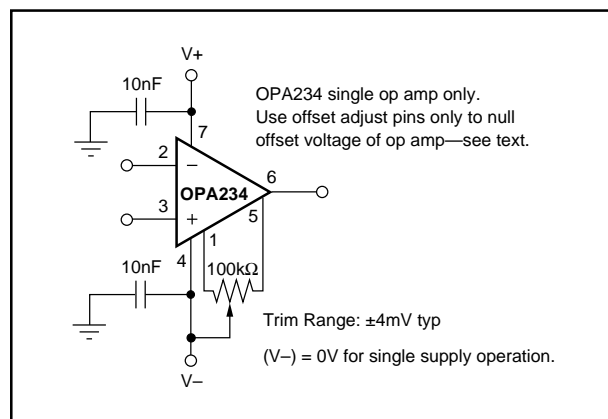 V+
10nF
OPA234 single op amp only.
Use offset adjust pins only to null
offset voltage of op amp—see text.
7
2
−
6
OPA234
3
+
5
1
4
10nF
100kΩ
Trim Range: ±4mV typ
(V–) = 0V for single supply operation.
V–